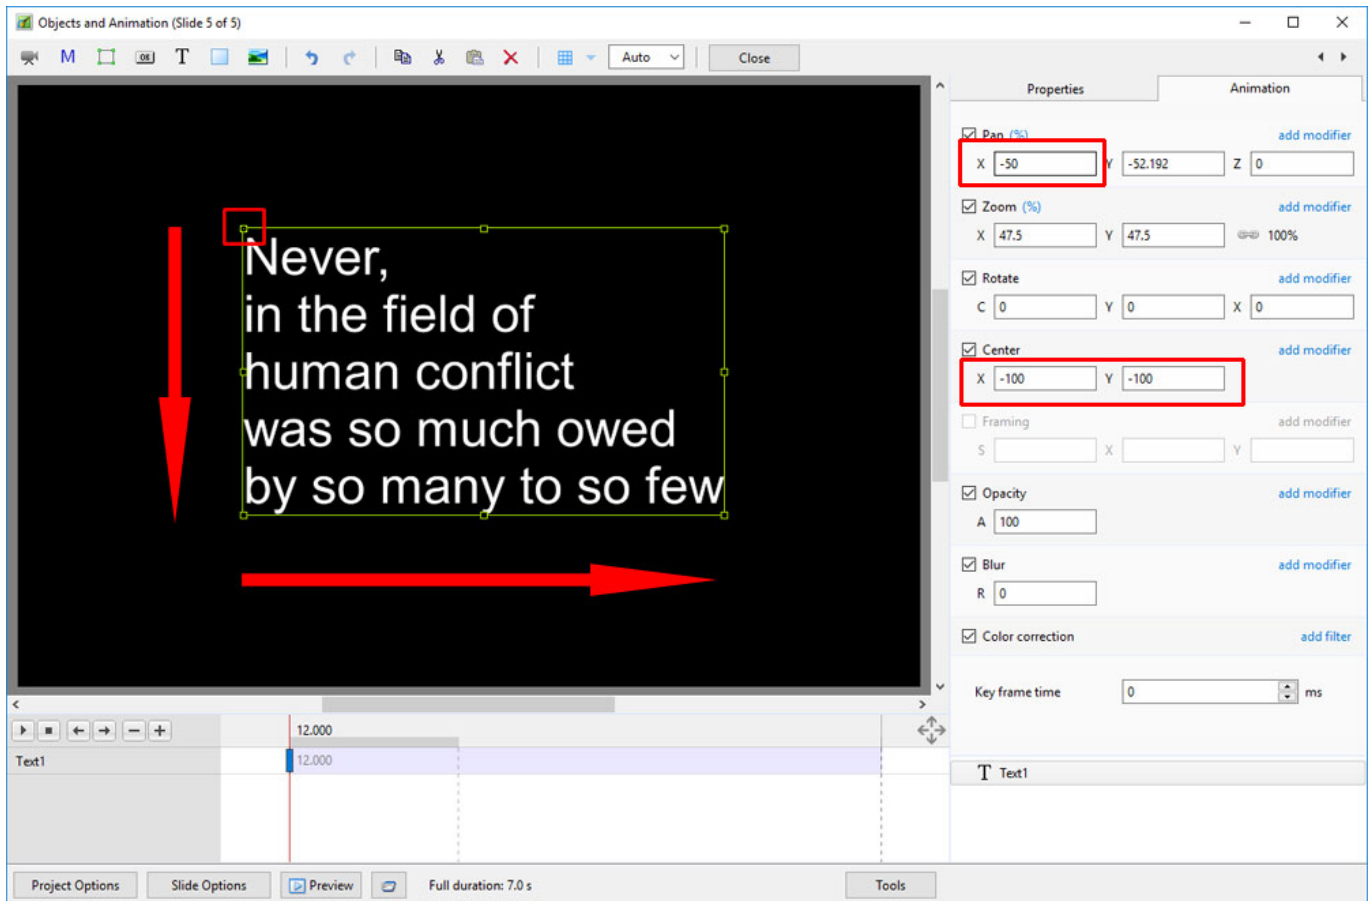 Objects and Animation (Slide 5 of 5)
M OK T Auto Close
Properties Animation
Pan (%) add modifier
X -50 Y -52.192 Z 0
Zoom (%) add modifier
X 47.5 Y 47.5 100%
Rotate add modifier
C 0 Y 0 X 0
Center add modifier
X -100 Y -100
Framing add modifier
S X Y
Opacity add modifier
A 100
Blur add modifier
R 0
Color correction add filter
Key frame time 0 ms
T Text1
Never,
in the field of
human conflict
was so much owed
by so many to so few
12.000
Text1 12.000
Project Options Slide Options Preview Full duration: 7.0 s Tools